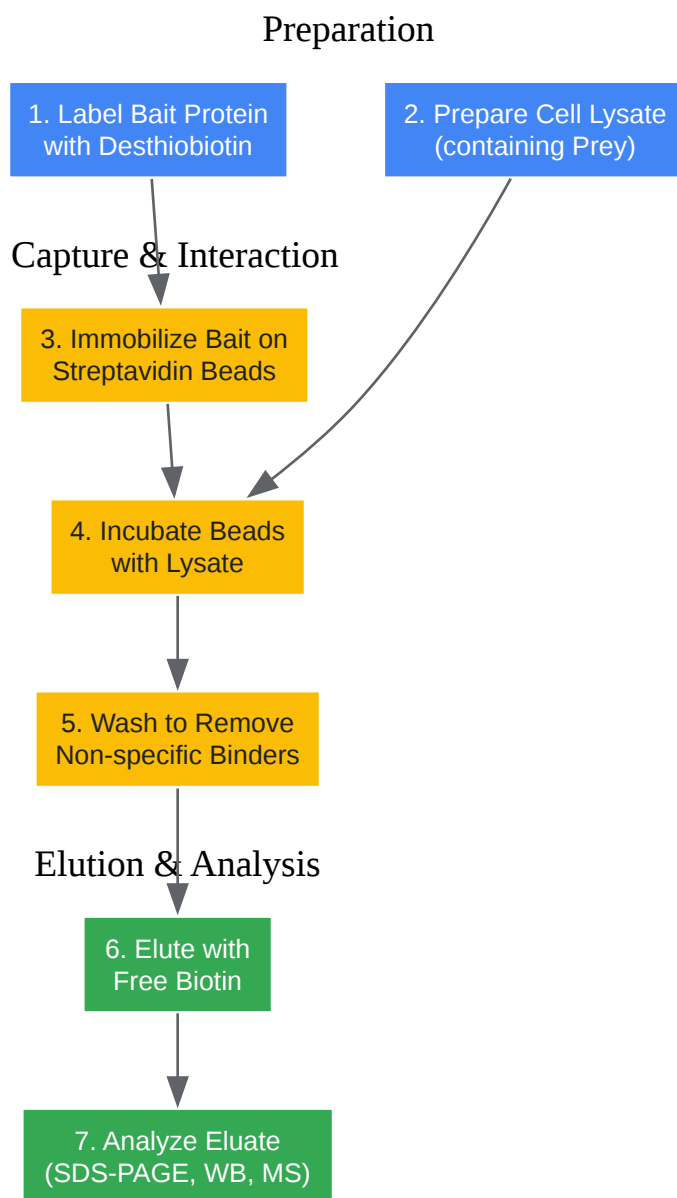 Preparation
1. Label Bait Protein
with Desthiobiotin
2. Prepare Cell Lysate
(containing Prey)
Capture & Interaction
3. Immobilize Bait on
Streptavidin Beads
4. Incubate Beads
with Lysate
5. Wash to Remove
Non-specific Binders
Elution & Analysis
6. Elute with
Free Biotin
7. Analyze Eluate
(SDS-PAGE, WB, MS)